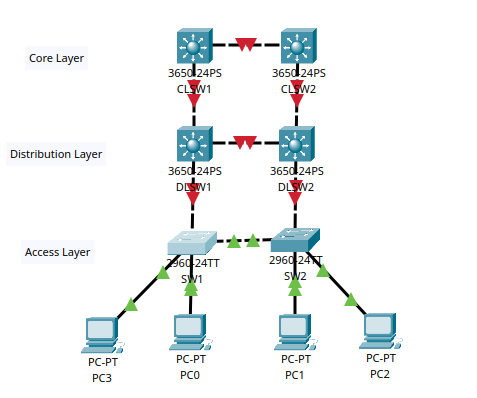 Core Layer
3650-24PS
CLSW1
3650-24PS
CLSW2
Distribution Layer
3650-24PS
DLSW1
3650-24PS
DLSW2
Access Layer
2960-24TT
SW1
2960-24TT
SW2
PC-PT
PC3
PC-PT
PC0
PC-PT
PC1
PC-PT
PC2